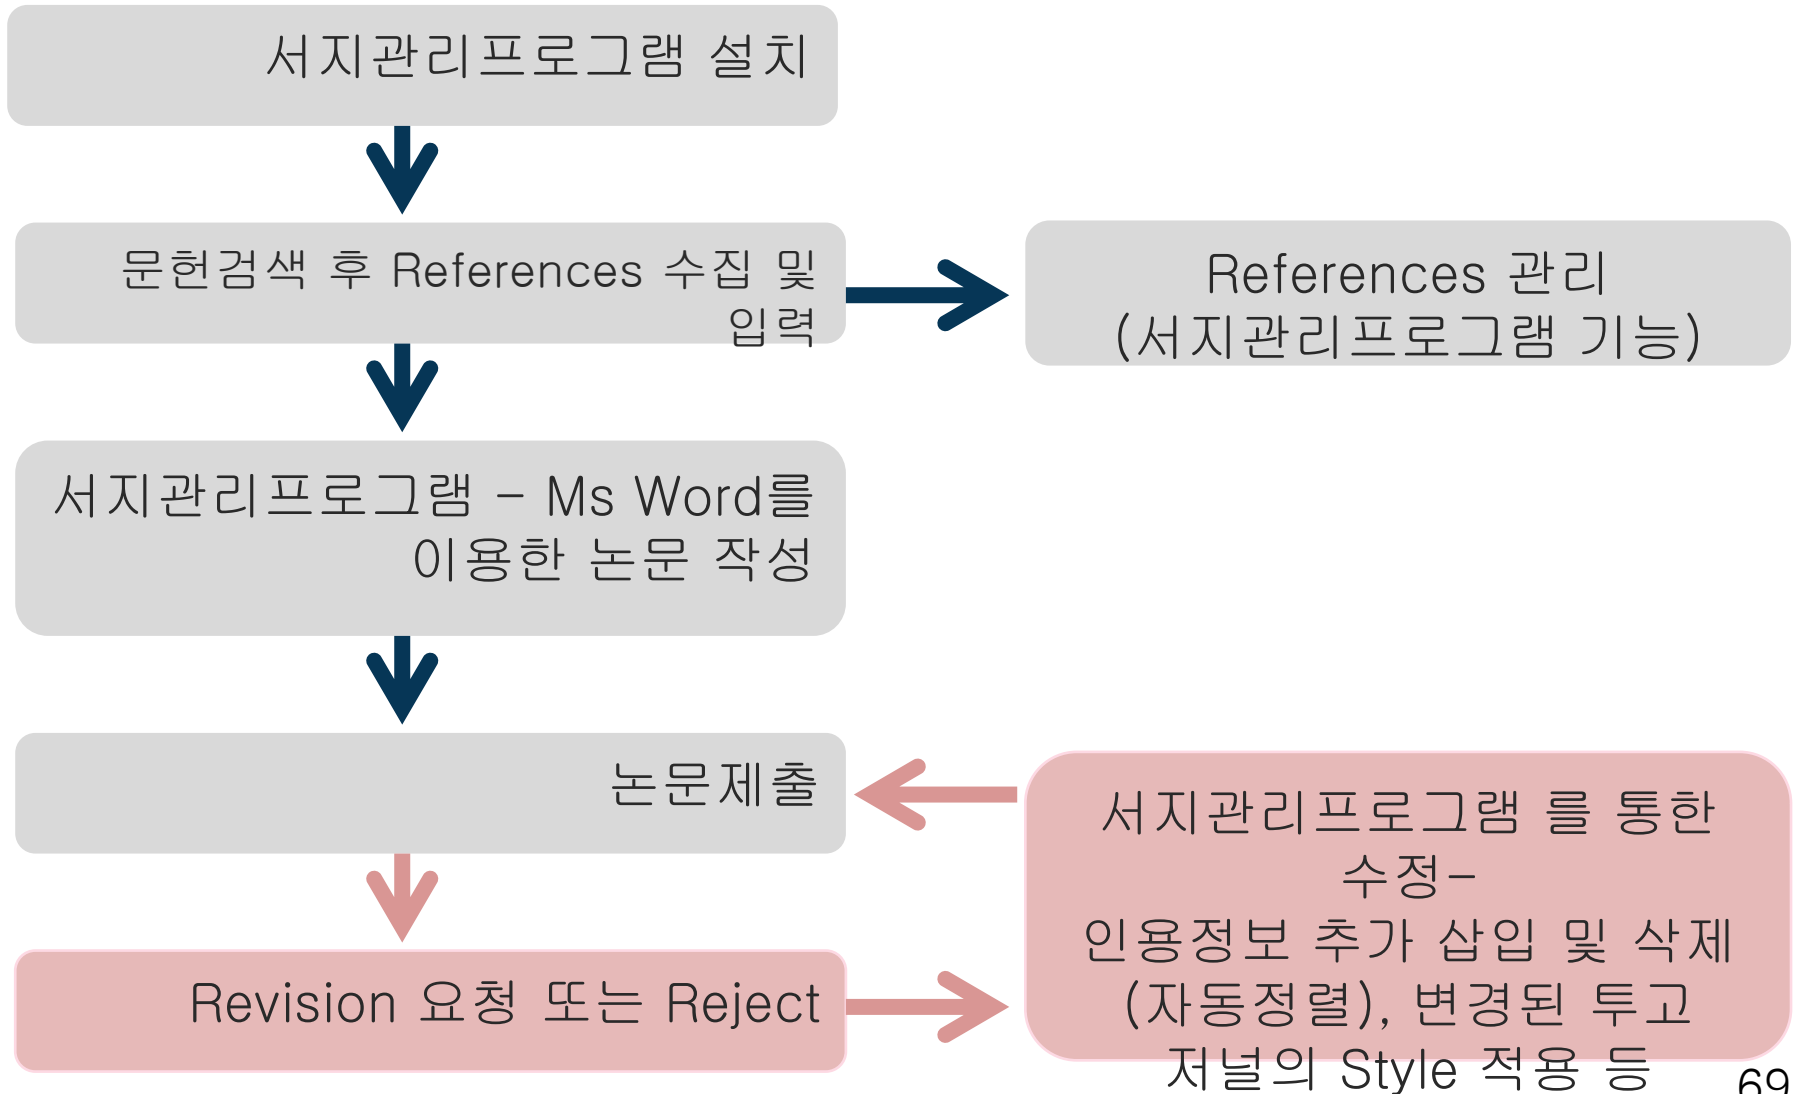 서지관리프로그램 설치
문헌검색 후 References 수집 및
입력
References 관리
(서지관리프로그램 기능)
서지관리프로그램 - Ms Word를
이용한 논문 작성
논문제출
서지관리프로그램 를 통한
수정-
인용정보 추가 삽입 및 삭제
(자동정렬), 변경된 투고
저널의 Style 적용 등
Revision 요청 또는 Reject
69